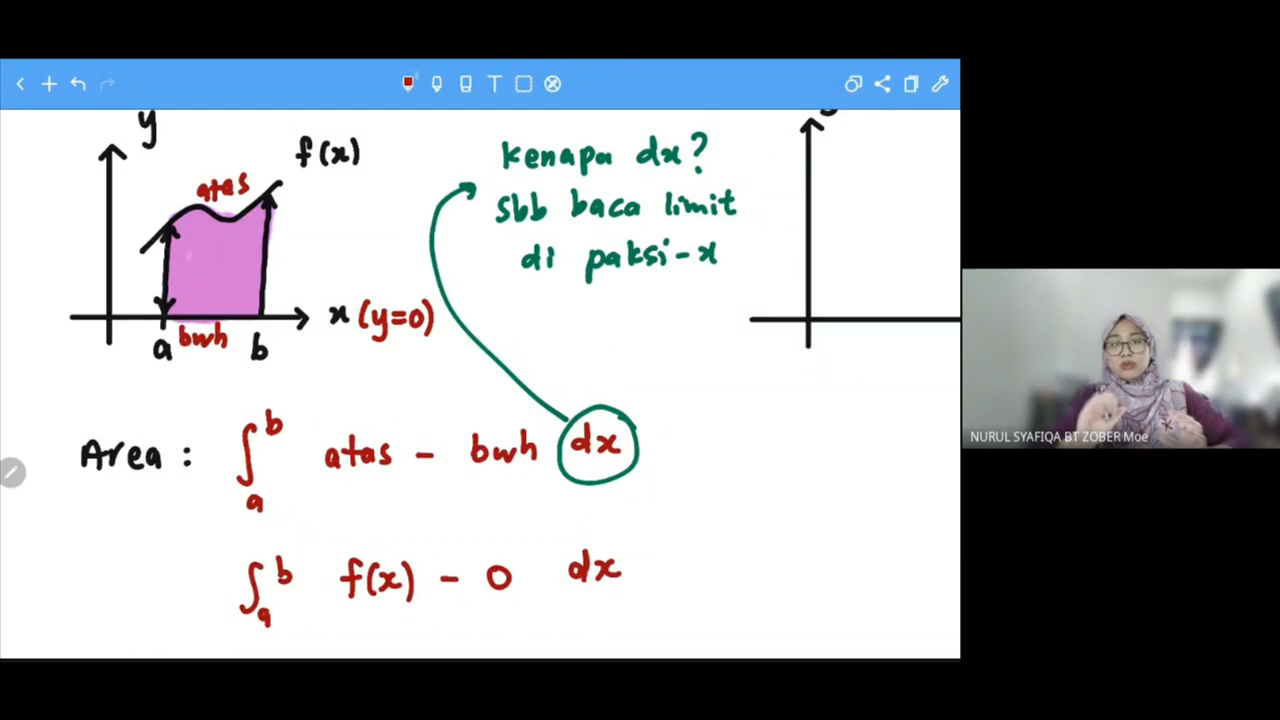 y
f(x)
atas
x (y=0)
bwh
a
b
Kenapa dx?
Sbb baca limit
di paksi-x
Area : ∫ₐᵇ atas - bwh dx
∫ₐᵇ f(x) - 0 dx
T
NURUL SYAFIQA BT ZOBER Moe